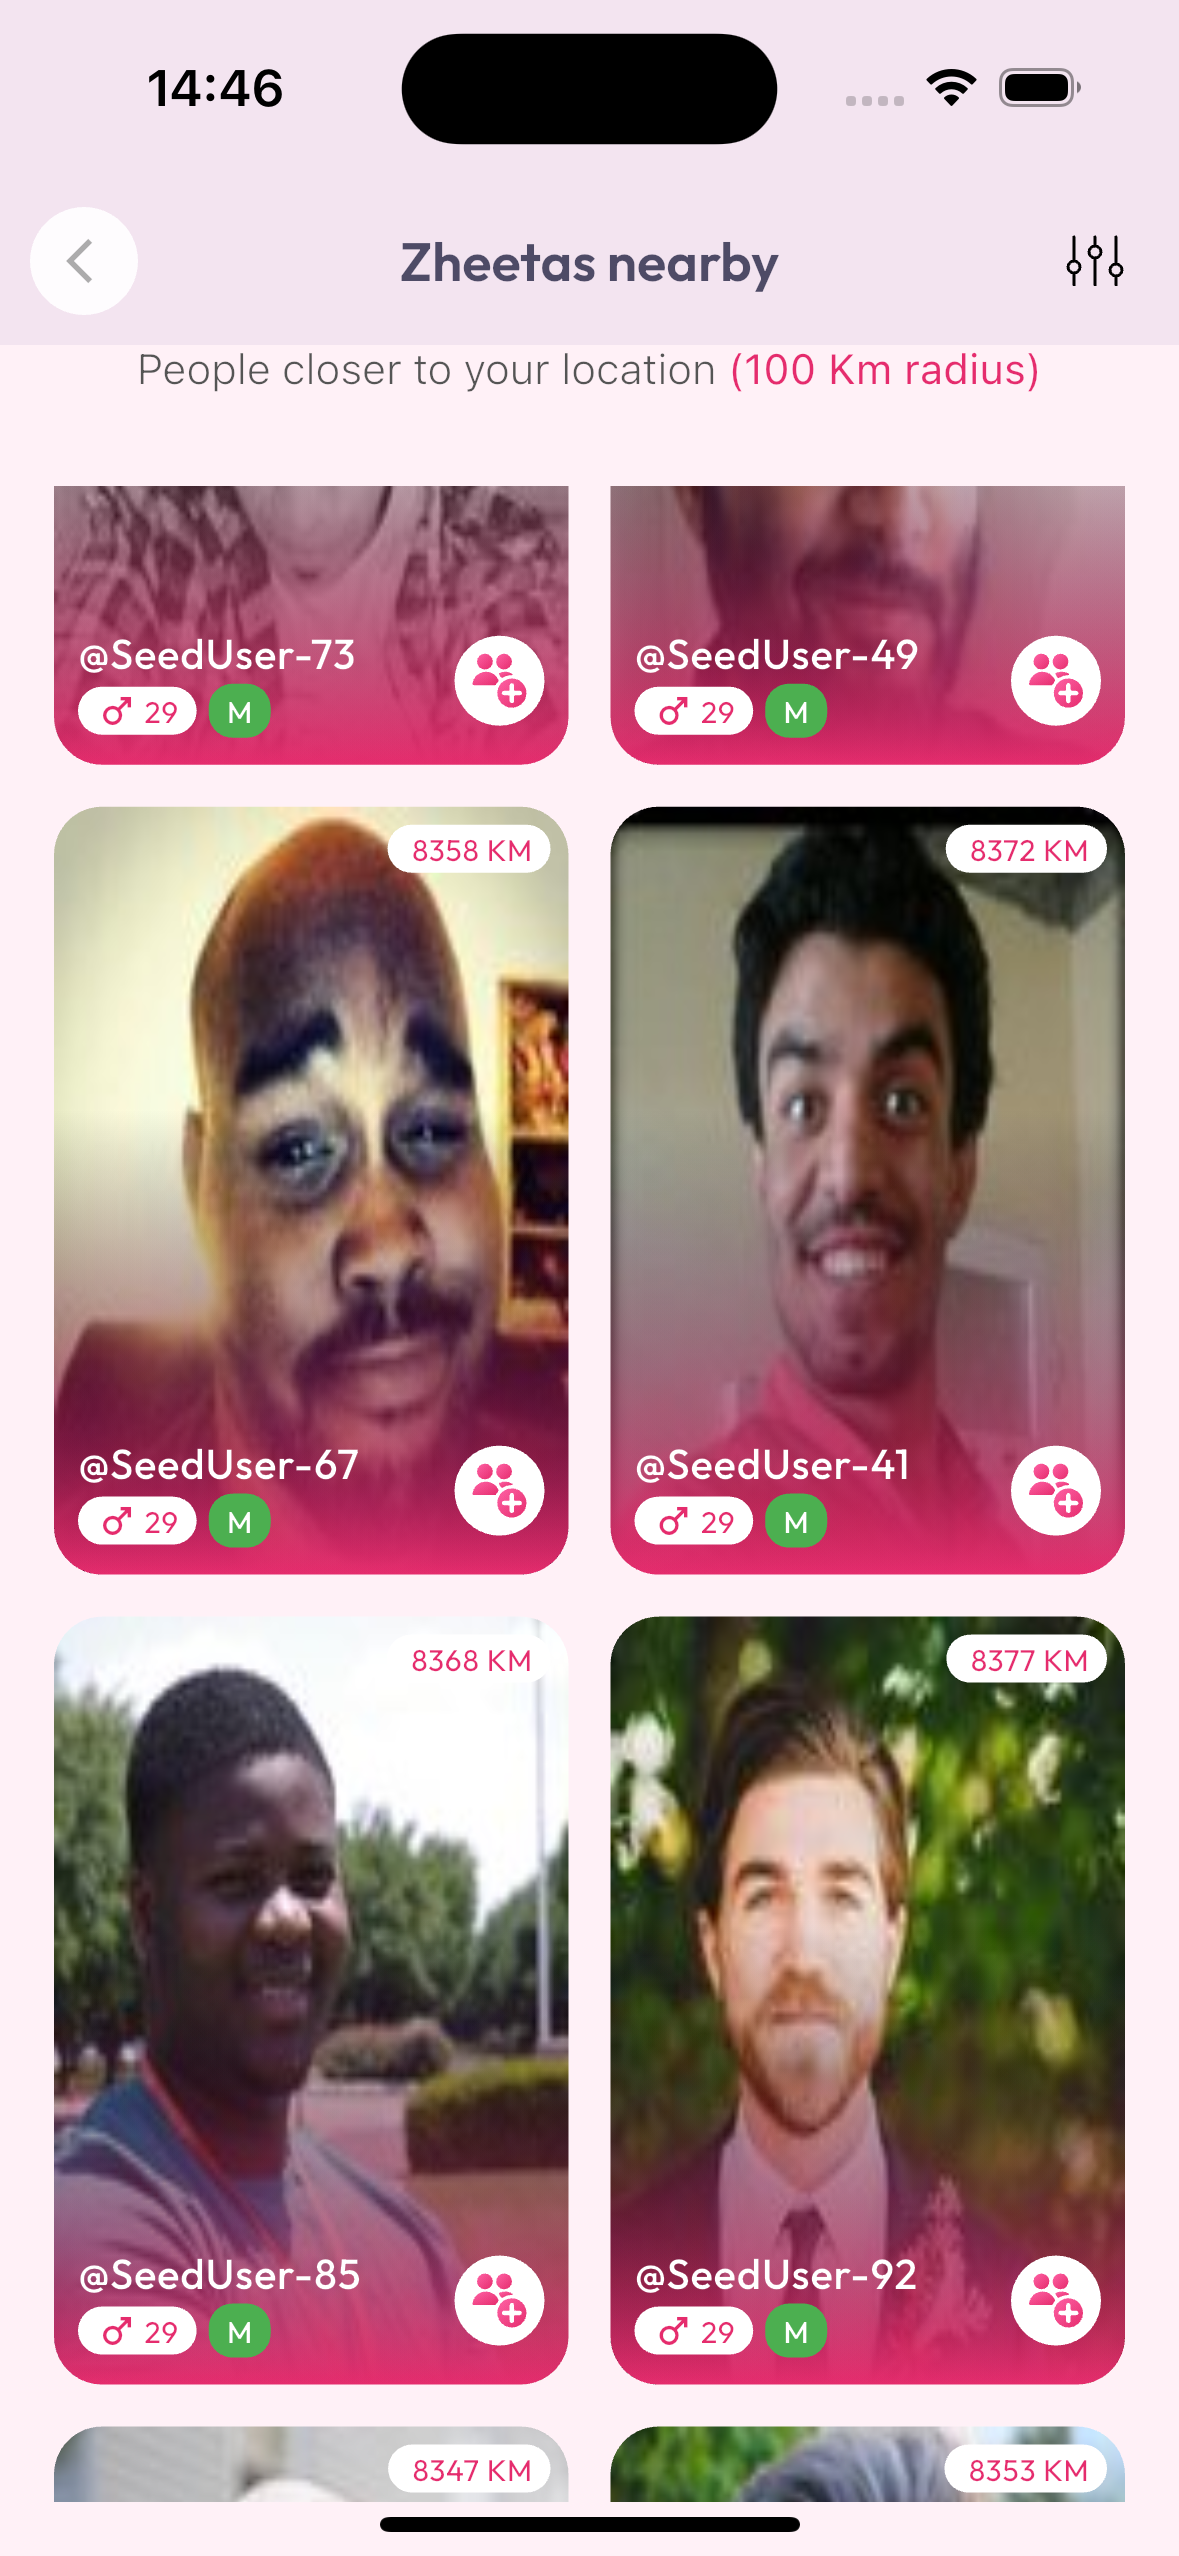 14:46
Zheetas nearby
People closer to your location (100 Km radius)
@SeedUser-73
29 M
@SeedUser-49
29 M
8358 KM
@SeedUser-67
29 M
8372 KM
@SeedUser-41
29 M
8368 KM
@SeedUser-85
29 M
8377 KM
@SeedUser-92
29 M
8347 KM
8353 KM